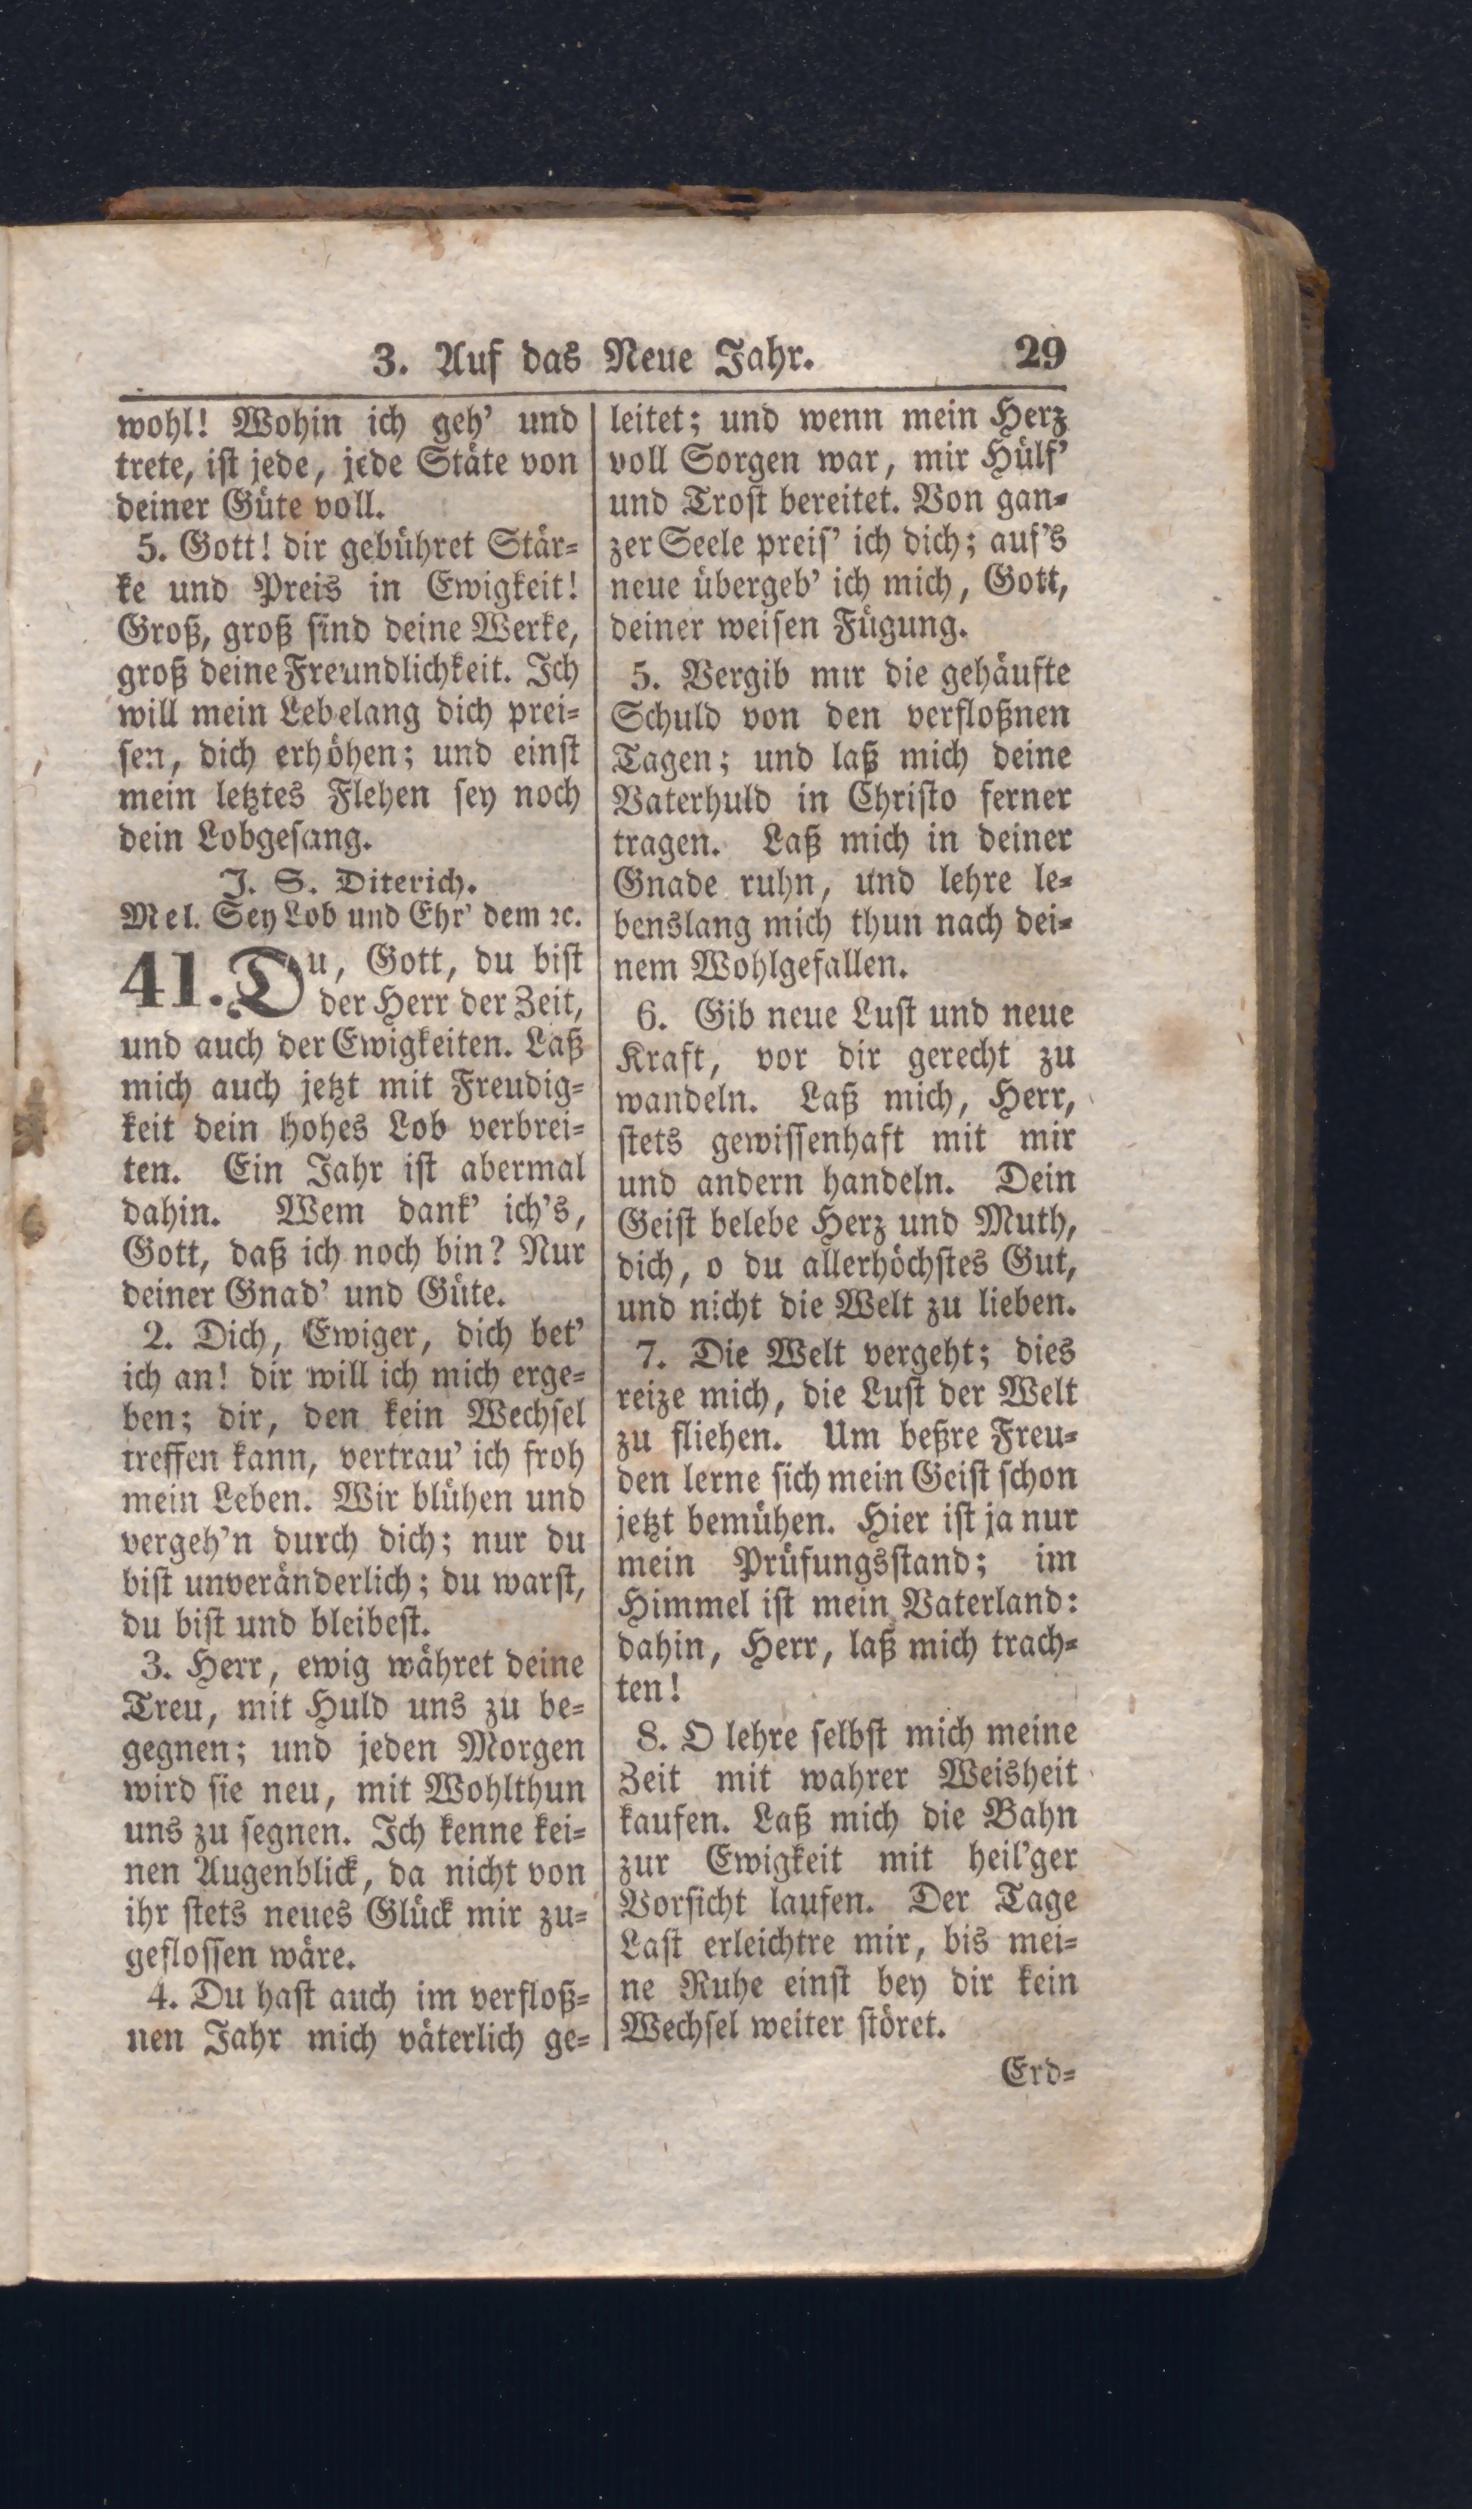 3. Auf das Neue Jahr. 29
wohl! Wohin ich geh' und
trete, ist jede, jede Stäte von
deiner Güte voll.
5. Gott! dir gebühret Stär-
ke und Preis in Ewigkeit!
Groß, groß sind deine Werke,
groß deine Freundlichkeit. Ich
will mein Lebelang dich prei-
sen, dich erhöhen; und einst
mein letztes Flehen sey noch
dein Lobgesang.
J. S. Diterich.
Mel. Sey Lob und Ehr' dem ꝛc.
41. Du, Gott, du bist
der Herr der Zeit,
und auch der Ewigkeiten. Laß
mich auch jetzt mit Freudig-
keit dein hohes Lob verbrei-
ten. Ein Jahr ist abermal
dahin. Wem dank' ich's,
Gott, daß ich noch bin? Nur
deiner Gnad' und Güte.
2. Dich, Ewiger, dich bet'
ich an! dir will ich mich erge-
ben; dir, den kein Wechsel
treffen kann, vertrau' ich froh
mein Leben. Wir blühen und
vergeh'n durch dich; nur du
bist unveränderlich; du warst,
du bist und bleibest.
3. Herr, ewig währet deine
Treu, mit Huld uns zu be-
gegnen; und jeden Morgen
wird sie neu, mit Wohlthun
uns zu segnen. Ich kenne kei-
nen Augenblick, da nicht von
ihr stets neues Glück mir zu-
geflossen wäre.
4. Du hast auch im verfloß-
nen Jahr mich väterlich ge-
leitet; und wenn mein Herz
voll Sorgen war, mir Hülf'
und Trost bereitet. Von gan-
zer Seele preis' ich dich; auf's
neue übergeb' ich mich, Gott,
deiner weisen Fügung.
5. Vergib mir die gehäufte
Schuld von den verfloßnen
Tagen; und laß mich deine
Vaterhuld in Christo ferner
tragen. Laß mich in deiner
Gnade ruhn, und lehre le-
benslang mich thun nach dei-
nem Wohlgefallen.
6. Gib neue Lust und neue
Kraft, vor dir gerecht zu
wandeln. Laß mich, Herr,
stets gewissenhaft mit mir
und andern handeln. Dein
Geist belebe Herz und Muth,
dich, o du allerhöchstes Gut,
und nicht die Welt zu lieben.
7. Die Welt vergeht; dies
reize mich, die Lust der Welt
zu fliehen. Um beßre Freu-
den lerne sich mein Geist schon
jetzt bemühen. Hier ist ja nur
mein Prüfungsstand; im
Himmel ist mein Vaterland:
dahin, Herr, laß mich trach-
ten!
8. O lehre selbst mich meine
Zeit mit wahrer Weisheit
kaufen. Laß mich die Bahn
zur Ewigkeit mit heil'ger
Vorsicht laufen. Der Tage
Last erleichtre mir, bis mei-
ne Ruhe einst bey dir kein
Wechsel weiter störet.
Erd-